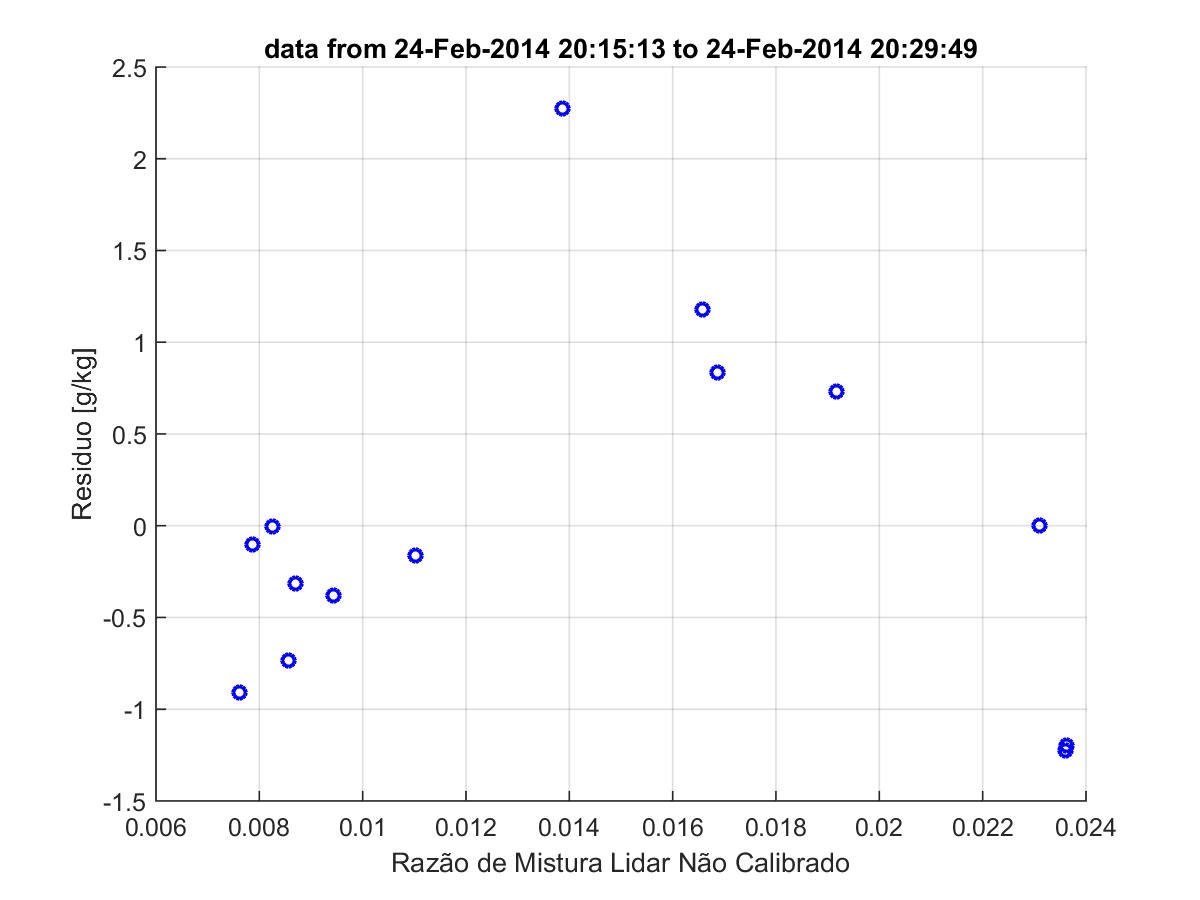 data from 24-Feb-2014 20:15:13 to 24-Feb-2014 20:29:49
2.5
2
1.5
1
0.5
0
-0.5
-1
-1.5
Residuo [g/kg]
0.006 0.008 0.01 0.012 0.014 0.016 0.018 0.02 0.022 0.024
Razão de Mistura Lidar Não Calibrado